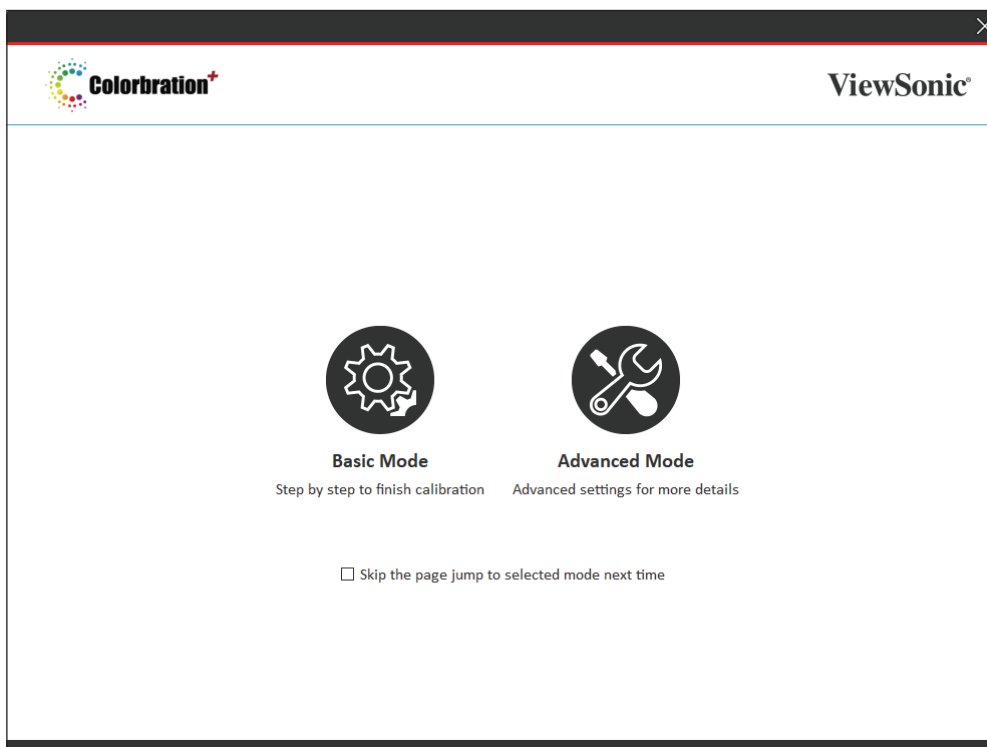 Colorbration+
ViewSonic®
Basic Mode
Advanced Mode
Step by step to finish calibration
Advanced settings for more details
Skip the page jump to selected mode next time